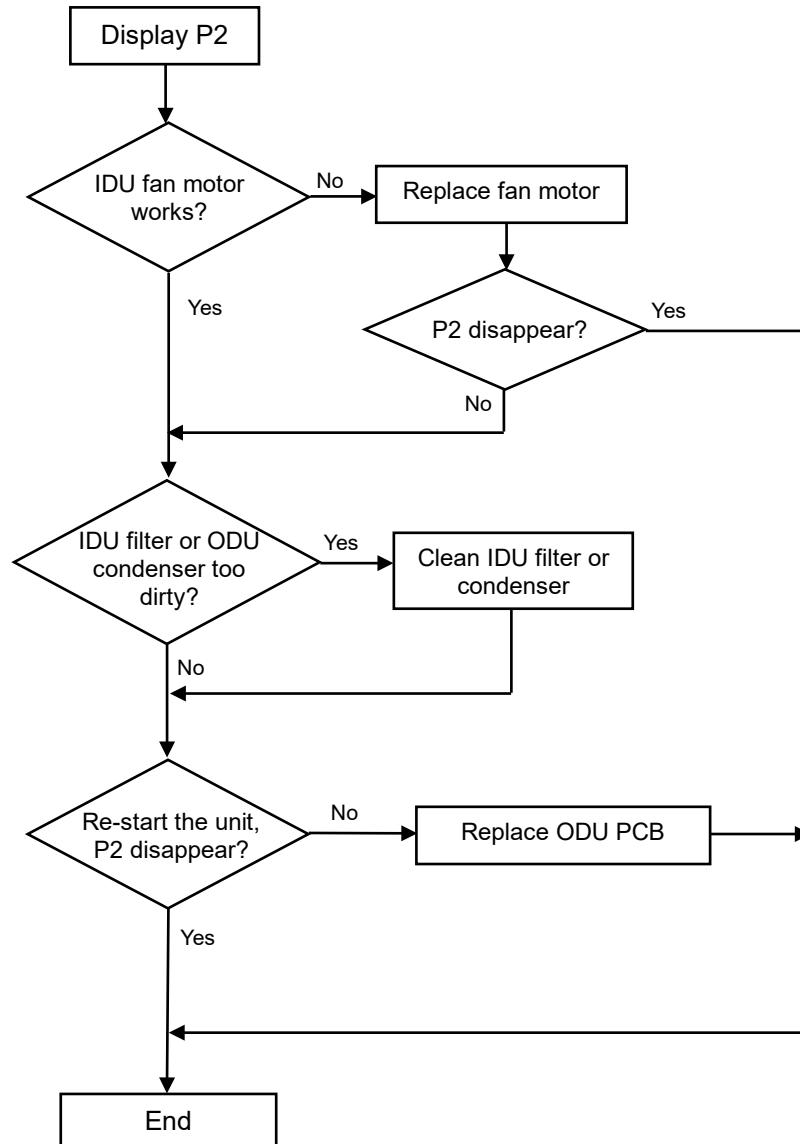 Display P2
IDU fan motor
works?
No
Replace fan motor
Yes
P2 disappear?
Yes
No
IDU filter or ODU
condenser too
dirty?
Yes
Clean IDU filter or
condenser
No
Re-start the unit,
P2 disappear?
No
Replace ODU PCB
Yes
End